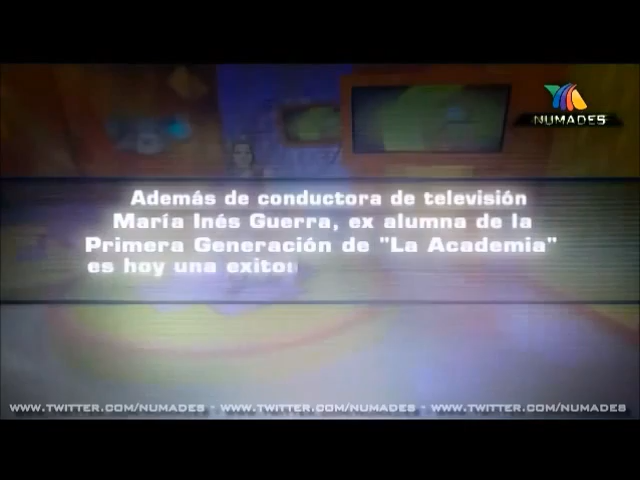 NUMADES
Además de conductora de televisión
María Inés Guerra, ex alumna de la
Primera Generación de "La Academia"
es hoy una exitor
WWW.TWITTER.COM/NUMADES - WWW.TWITTER.COM/NUMADES - WWW.TWITTER.COM/NUMADES